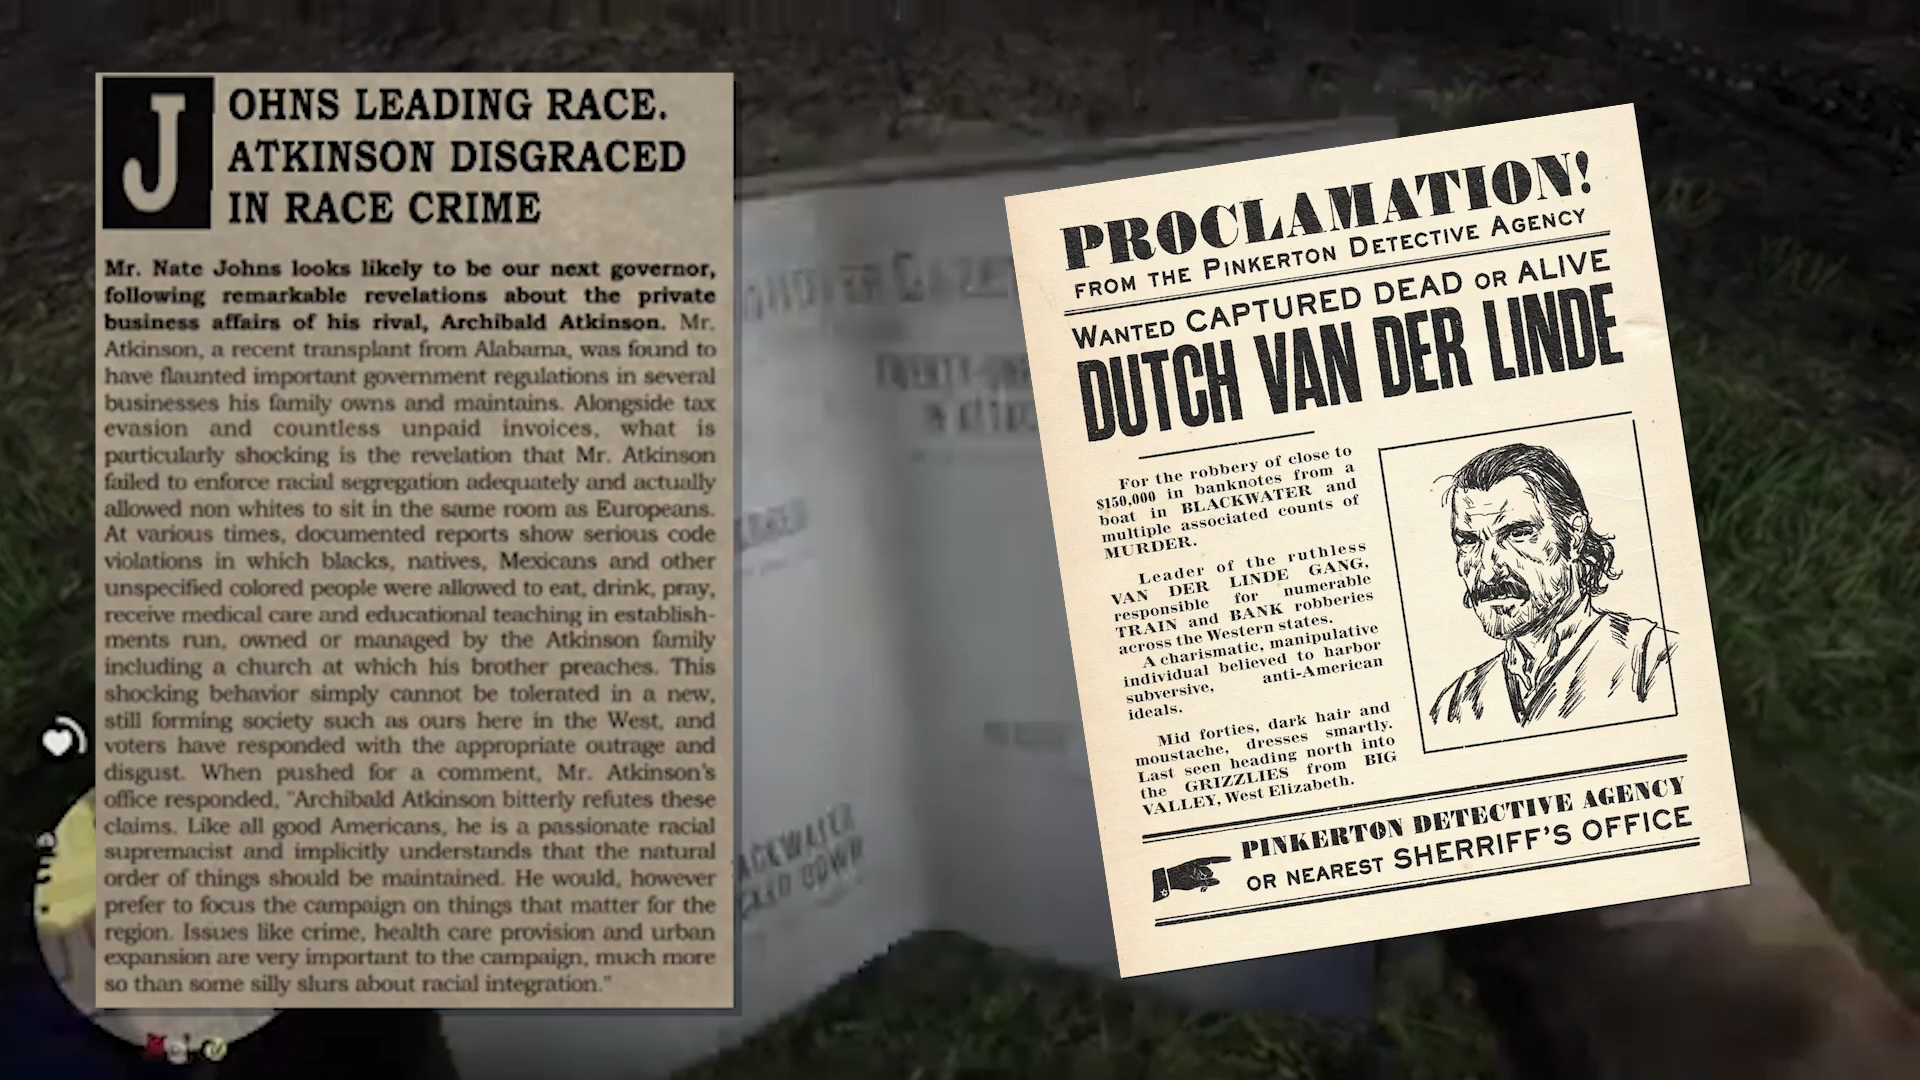 JOHNS LEADING RACE.
ATKINSON DISGRACED
IN RACE CRIME
Mr. Nate Johns looks likely to be our next governor,
following remarkable revelations about the private
business affairs of his rival, Archibald Atkinson. Mr.
Atkinson, a recent transplant from Alabama, was found to
have flaunted important government regulations in several
businesses his family owns and maintains. Alongside tax
evasion and countless unpaid invoices, what is
particularly shocking is the revelation that Mr. Atkinson
failed to enforce racial segregation adequately and actually
allowed non whites to sit in the same room as Europeans.
At various times, documented reports show serious code
violations in which blacks, natives, Mexicans and other
unspecified colored people were allowed to eat, drink, pray,
receive medical care and educational teaching in establish-
ments run, owned or managed by the Atkinson family
including a church at which his brother preaches. This
shocking behavior simply cannot be tolerated in a new,
still forming society such as ours here in the West, and
voters have responded with the appropriate outrage and
disgust. When pushed for a comment, Mr. Atkinson's
office responded, "Archibald Atkinson bitterly refutes these
claims. Like all good Americans, he is a passionate racial
supremacist and implicitly understands that the natural
order of things should be maintained. He would, however
prefer to focus the campaign on things that matter for the
region. Issues like crime, health care provision and urban
expansion are very important to the campaign, much more
so than some silly slurs about racial integration."
PROCLAMATION!
FROM THE PINKERTON DETECTIVE AGENCY
WANTED CAPTURED DEAD OR ALIVE
DUTCH VAN DER LINDE
For the robbery of close to
$150,000 in banknotes from a
boat in BLACKWATER and
multiple associated counts of
MURDER.
Leader of the ruthless
VAN DER LINDE GANG,
responsible for numerable
TRAIN and BANK robberies
across the Western states.
A charismatic, manipulative
individual believed to harbor
subversive, anti-American
ideals.
Mid forties, dark hair and
moustache, dresses smartly.
Last seen heading north into
the GRIZZLIES from BIG
VALLEY, West Elizabeth.
PINKERTON DETECTIVE AGENCY
OR NEAREST SHERRIFF'S OFFICE